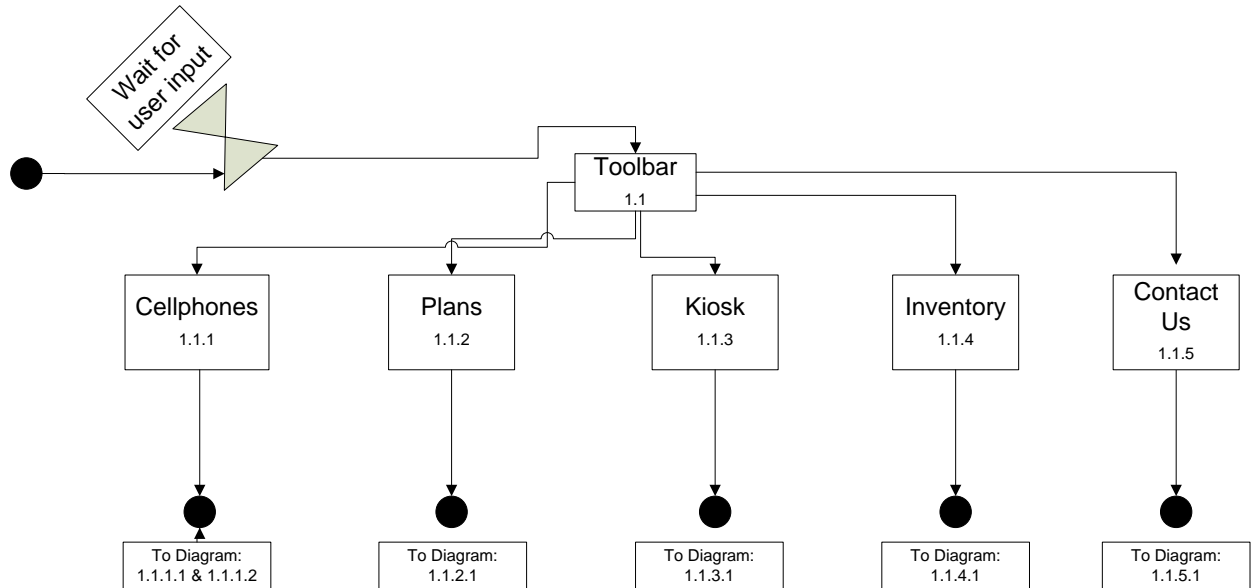 Wait for
user input
Toolbar
1.1
Cellphones
1.1.1
Plans
1.1.2
Kiosk
1.1.3
Inventory
1.1.4
Contact
Us
1.1.5
To Diagram:
1.1.1.1 & 1.1.1.2
To Diagram:
1.1.2.1
To Diagram:
1.1.3.1
To Diagram:
1.1.4.1
To Diagram:
1.1.5.1